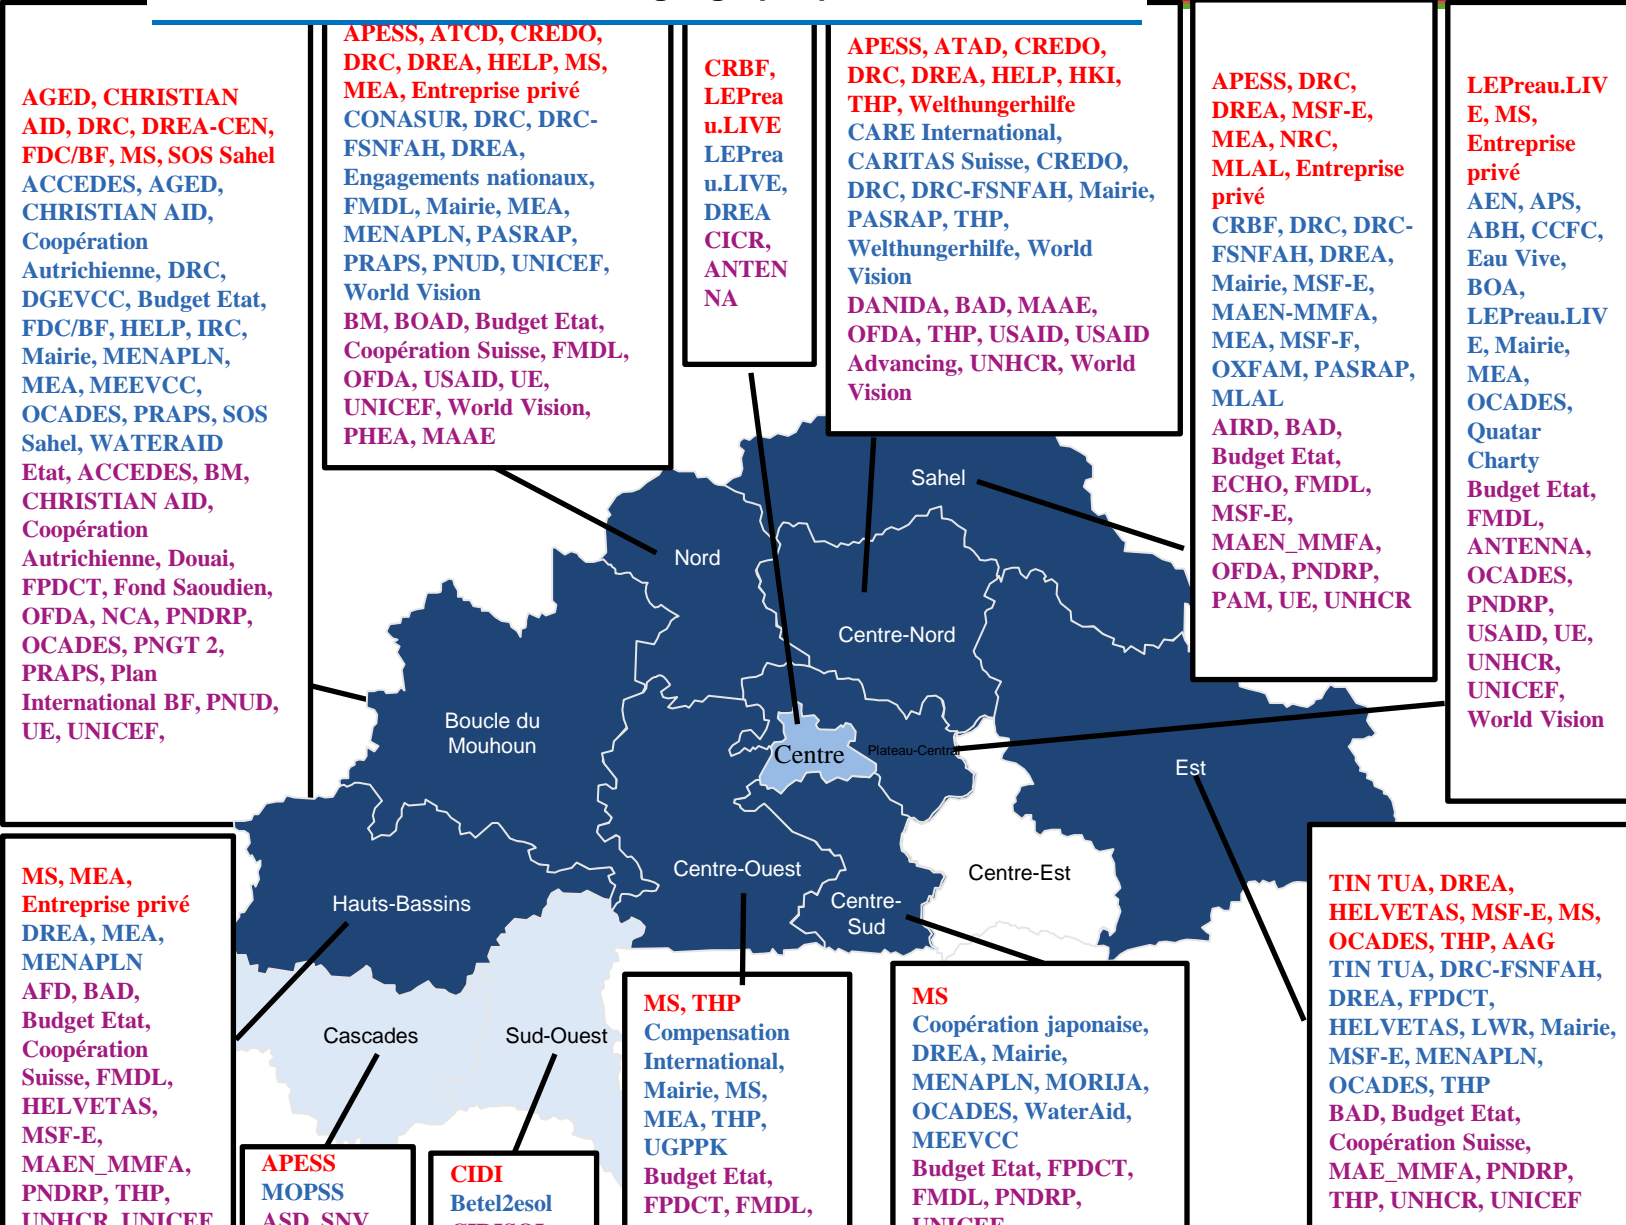 AGED, CHRISTIAN
AID, DRC, DREA-CEN,
FDC/BF, MS, SOS Sahel
ACCEDES, AGED,
CHRISTIAN AID,
Coopération
Autrichienne, DRC,
DGEVCC, Budget Etat,
FDC/BF, HELP, IRC,
Mairie, MENAPLN,
MEA, MEEVCC,
OCADES, PRAPS, SOS
Sahel, WATERAID
Etat, ACCEDES, BM,
CHRISTIAN AID,
Coopération
Autrichienne, Douai,
FPDCT, Fond Saoudien,
OFDA, NCA, PNDRP,
OCADES, PNGT 2,
PRAPS, Plan
International BF, PNUD,
UE, UNICEF,
APESS, ATCD, CREDO,
DRC, DREA, HELP, MS,
MEA, Entreprise privé
CONASUR, DRC, DRC-
FSNFAH, DREA,
Engagements nationaux,
FMDL, Mairie, MEA,
MENAPLN, PASRAP,
PRAPS, PNUD, UNICEF,
World Vision
BM, BOAD, Budget Etat,
Coopération Suisse, FMDL,
OFDA, USAID, UE,
UNICEF, World Vision,
PHEA, MAAE
CRBF,
LEPrea
u.LIVE
LEPrea
u.LIVE,
DREA
CICR,
ANTEN
NA
APESS, ATAD, CREDO,
DRC, DREA, HELP, HKI,
THP, Welthungerhilfe
CARE International,
CARITAS Suisse, CREDO,
DRC, DRC-FSNFAH, Mairie,
PASRAP, THP,
Welthungerhilfe, World
Vision
DANIDA, BAD, MAAE,
OFDA, THP, USAID, USAID
Advancing, UNHCR, World
Vision
APESS, DRC,
DREA, MSF-E,
MEA, NRC,
MLAL, Entreprise
privé
CRBF, DRC, DRC-
FSNFAH, DREA,
Mairie, MSF-E,
MAEN-MMFA,
MEA, MSF-F,
OXFAM, PASRAP,
MLAL
AIRD, BAD,
Budget Etat,
ECHO, FMDL,
MSF-E,
MAEN_MMFA,
OFDA, PNDRP,
PAM, UE, UNHCR
LEPreau.LIV
E, MS,
Entreprise
privé
AEN, APS,
ABH, CCFC,
Eau Vive,
BOA,
LEPreau.LIV
E, Mairie,
MEA,
OCADES,
Quatar
Charty
Budget Etat,
FMDL,
ANTENNA,
OCADES,
PNDRP,
USAID, UE,
UNHCR,
UNICEF,
World Vision
Sahel
Nord
Centre-Nord
Boucle du
Mouhoun
Centre
Plateau-Central
Est
Centre-Ouest
Centre-Est
Hauts-Bassins
Centre-
Sud
Cascades
Sud-Ouest
MS, MEA,
Entreprise privé
DREA, MEA,
MENAPLN
AFD, BAD,
Budget Etat,
Coopération
Suisse, FMDL,
HELVETAS,
MSF-E,
MAEN_MMFA,
PNDRP, THP,
UNHCR, UNICEF
APESS
MOPSS
ASD, SNV
CIDI
Betel2esol
MS, THP
Compensation
International,
Mairie, MS,
MEA, THP,
UGPPK
Budget Etat,
FPDCT, FMDL,
MS
Coopération japonaise,
DREA, Mairie,
MENAPLN, MORIJA,
OCADES, WaterAid,
MEEVCC
Budget Etat, FPDCT,
FMDL, PNDRP,
UNICEF
TIN TUA, DREA,
HELVETAS, MSF-E, MS,
OCADES, THP, AAG
TIN TUA, DRC-FSNFAH,
DREA, FPDCT,
HELVETAS, LWR, Mairie,
MSF-E, MENAPLN,
OCADES, THP
BAD, Budget Etat,
Coopération Suisse,
MAE_MMFA, PNDRP,
THP, UNHCR, UNICEF